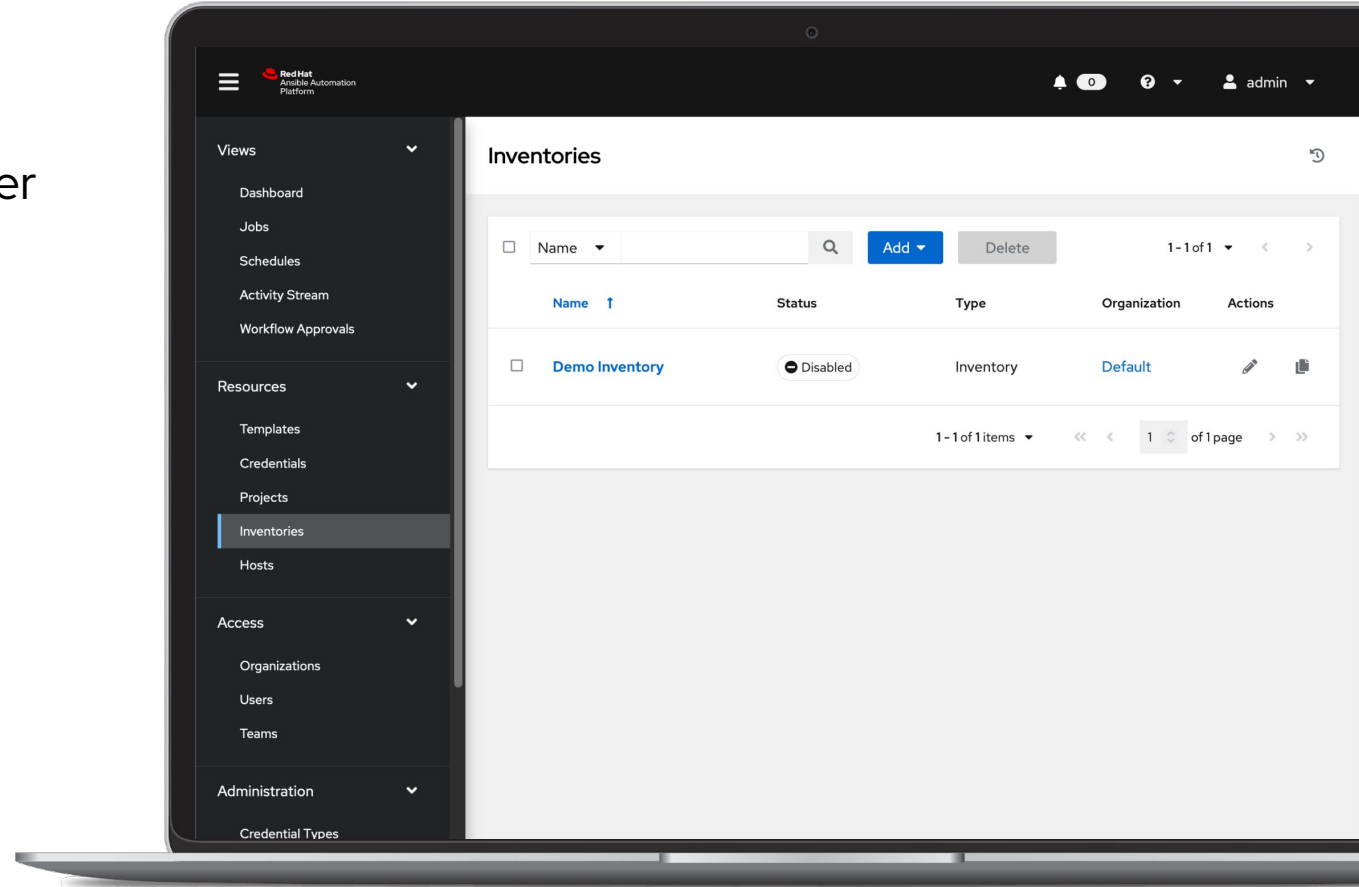 er
Red Hat
Ansible Automation
Platform
0
admin
Views
Dashboard
Jobs
Schedules
Activity Stream
Workflow Approvals
Resources
Templates
Credentials
Projects
Inventories
Hosts
Access
Organizations
Users
Teams
Administration
Credential Types
Inventories
Name Add Delete 1 - 1 of 1
Name Status Type Organization Actions
Demo Inventory Disabled Inventory Default
1 - 1 of 1 items 1 of 1 page